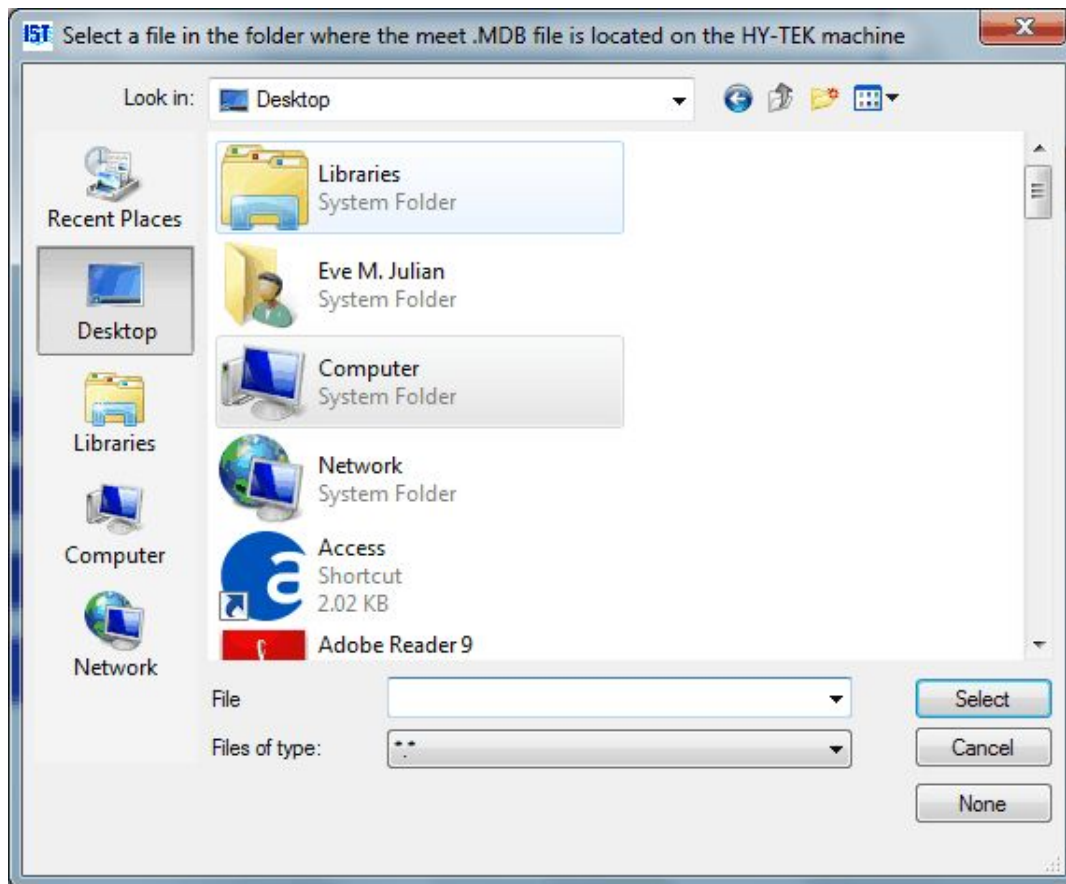 IST Select a file in the folder where the meet .MDB file is located on the HY-TEK machine
Look in: Desktop
Recent Places
Desktop
Libraries
Computer
Network
Libraries
System Folder
Eve M. Julian
System Folder
Computer
System Folder
Network
System Folder
Access
Shortcut
2.02 KB
Adobe Reader 9
File
Select
Files of type: *.*
Cancel
None